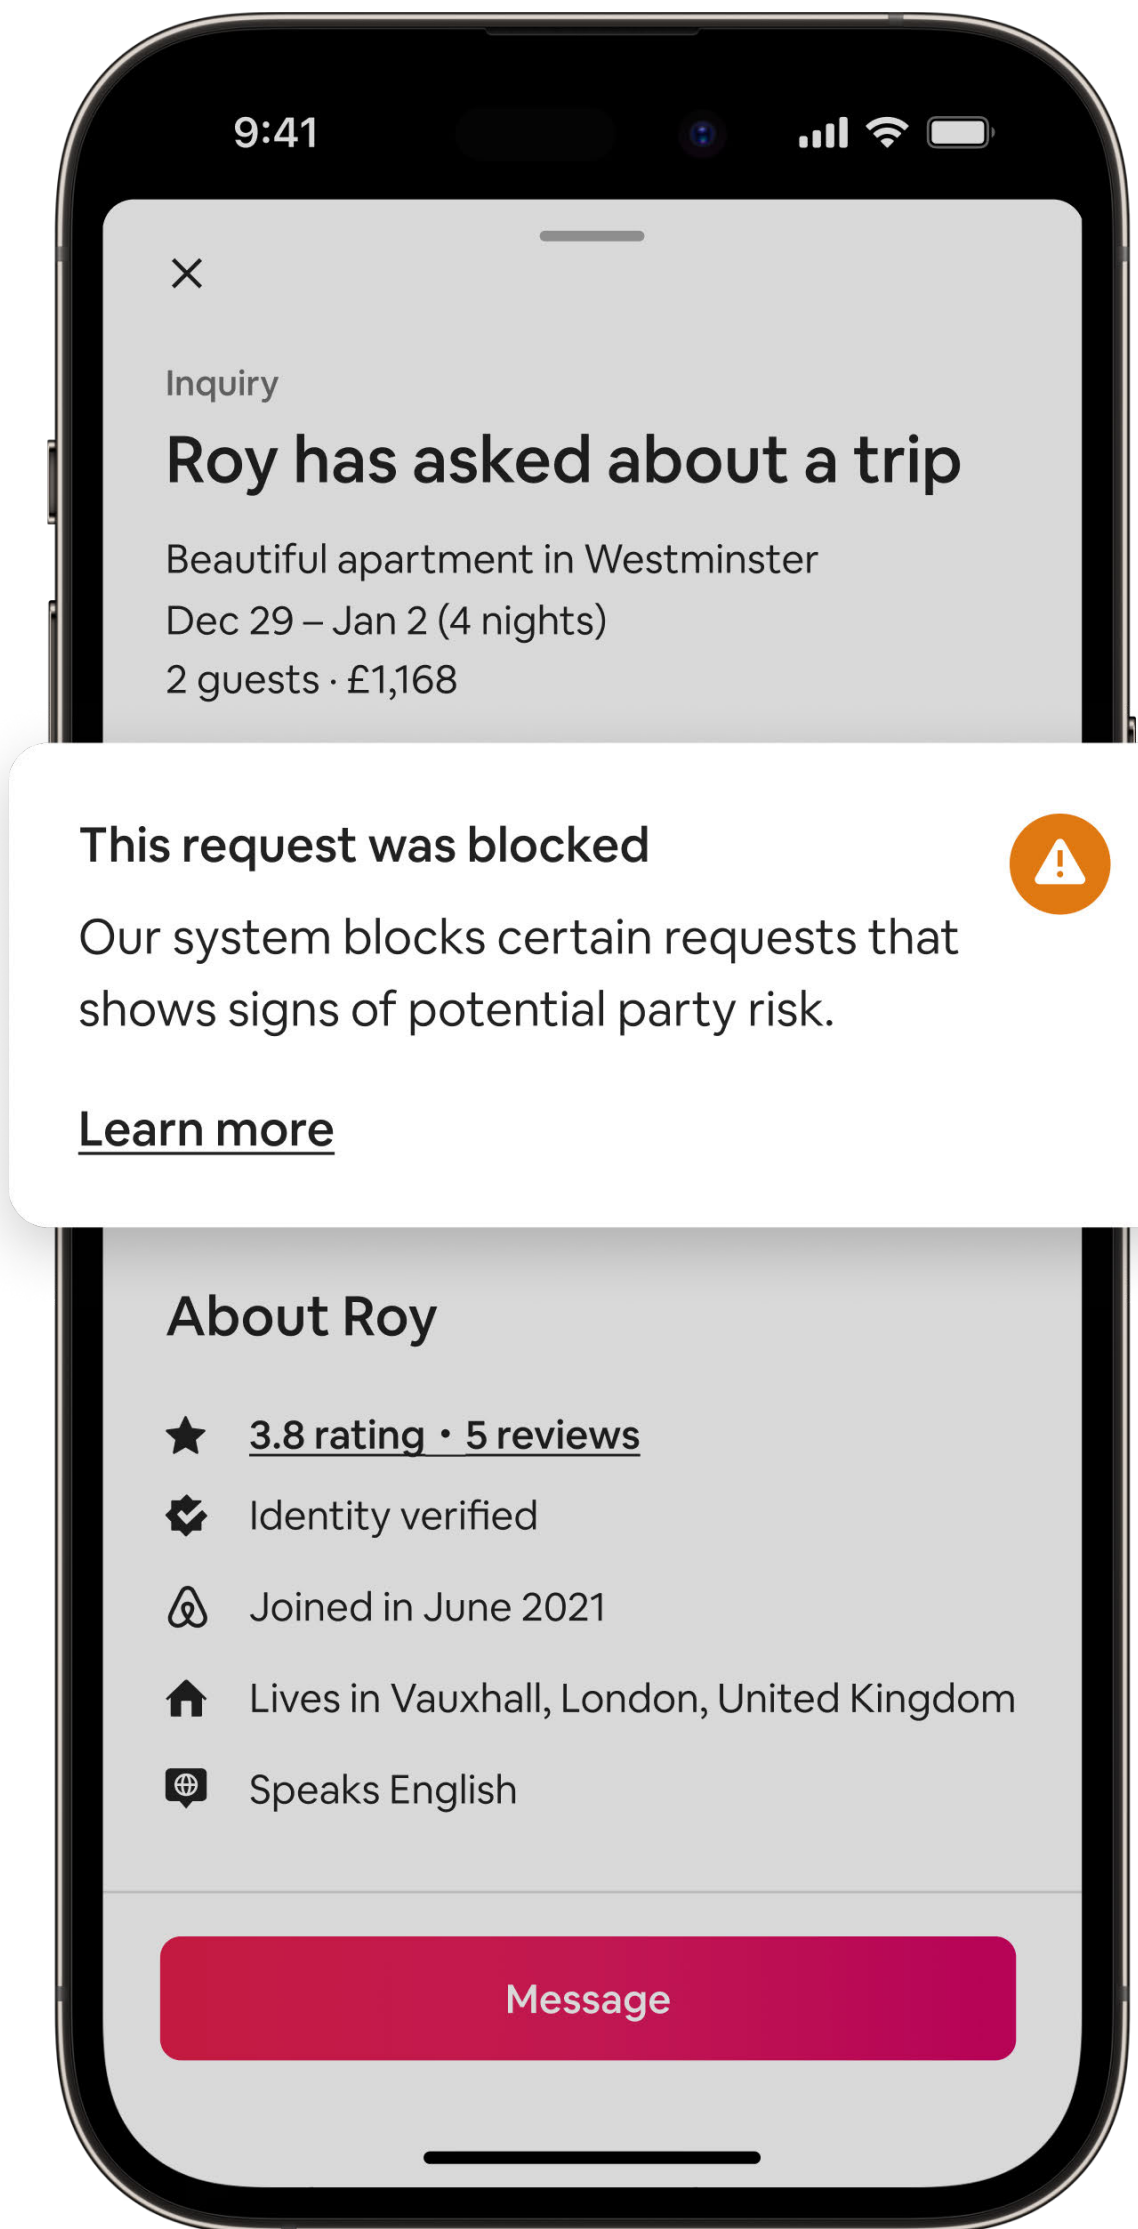 9:41
Inquiry
Roy has asked about a trip
Beautiful apartment in Westminster
Dec 29 – Jan 2 (4 nights)
2 guests · £1,168
This request was blocked
Our system blocks certain requests that
shows signs of potential party risk.
Learn more
About Roy
3.8 rating · 5 reviews
Identity verified
Joined in June 2021
Lives in Vauxhall, London, United Kingdom
Speaks English
Message